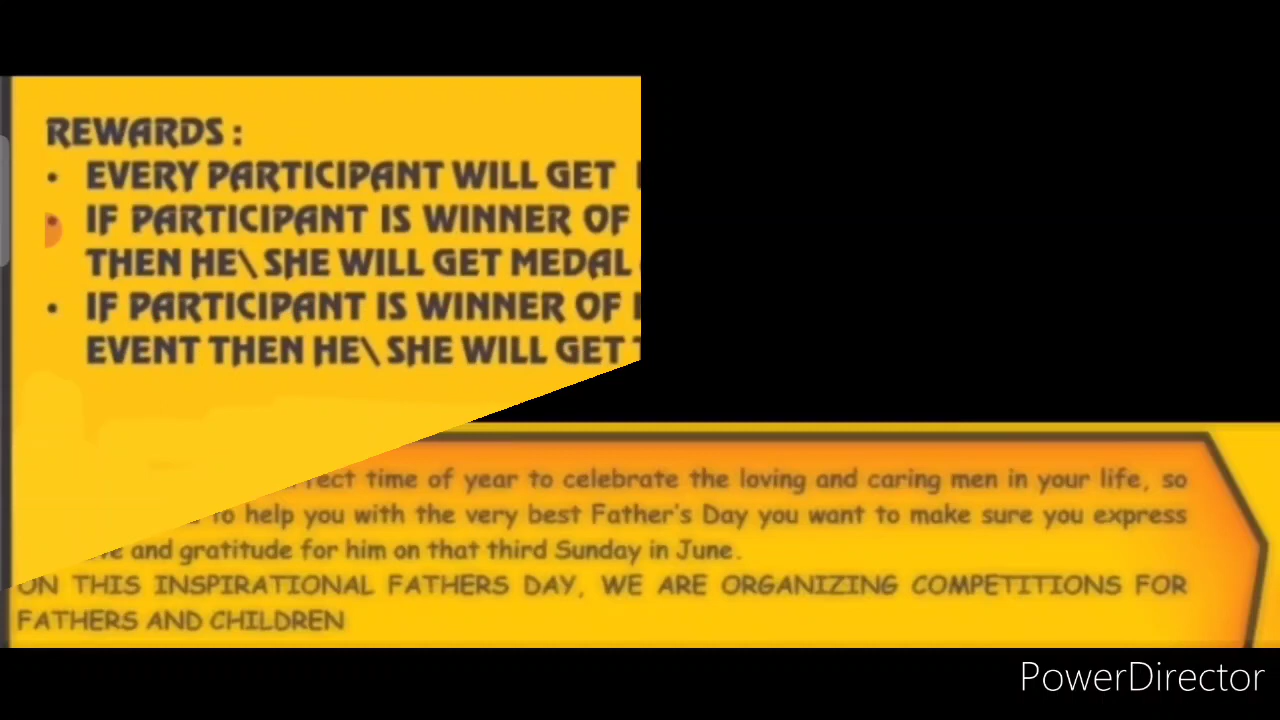 REWARDS :
• EVERY PARTICIPANT WILL GET
• IF PARTICIPANT IS WINNER OF
THEN HE\ SHE WILL GET MEDAL
• IF PARTICIPANT IS WINNER OF
EVENT THEN HE\ SHE WILL GET
time of year to celebrate the loving and caring men in your life, so
to help you with the very best Father's Day you want to make sure you express
and gratitude for him on that third Sunday in June.
ON THIS INSPIRATIONAL FATHERS DAY, WE ARE ORGANIZING COMPETITIONS FOR
FATHERS AND CHILDREN
PowerDirector